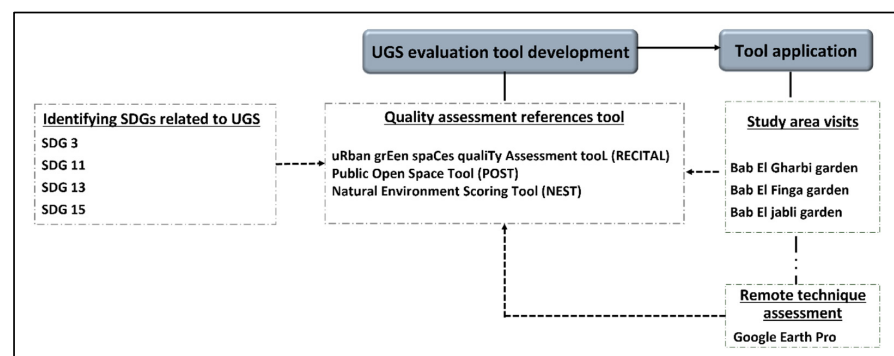 UGS evaluation tool development
Tool application
Identifying SDGs related to UGS
SDG 3
SDG 11
SDG 13
SDG 15
Quality assessment references tool
uRban grEen spaCes qualiTy Assessment tooL (RECITAL)
Public Open Space Tool (POST)
Natural Environment Scoring Tool (NEST)
Study area visits
Bab El Gharbi garden
Bab El Finga garden
Bab El jabli garden
Remote technique
assessment
Google Earth Pro